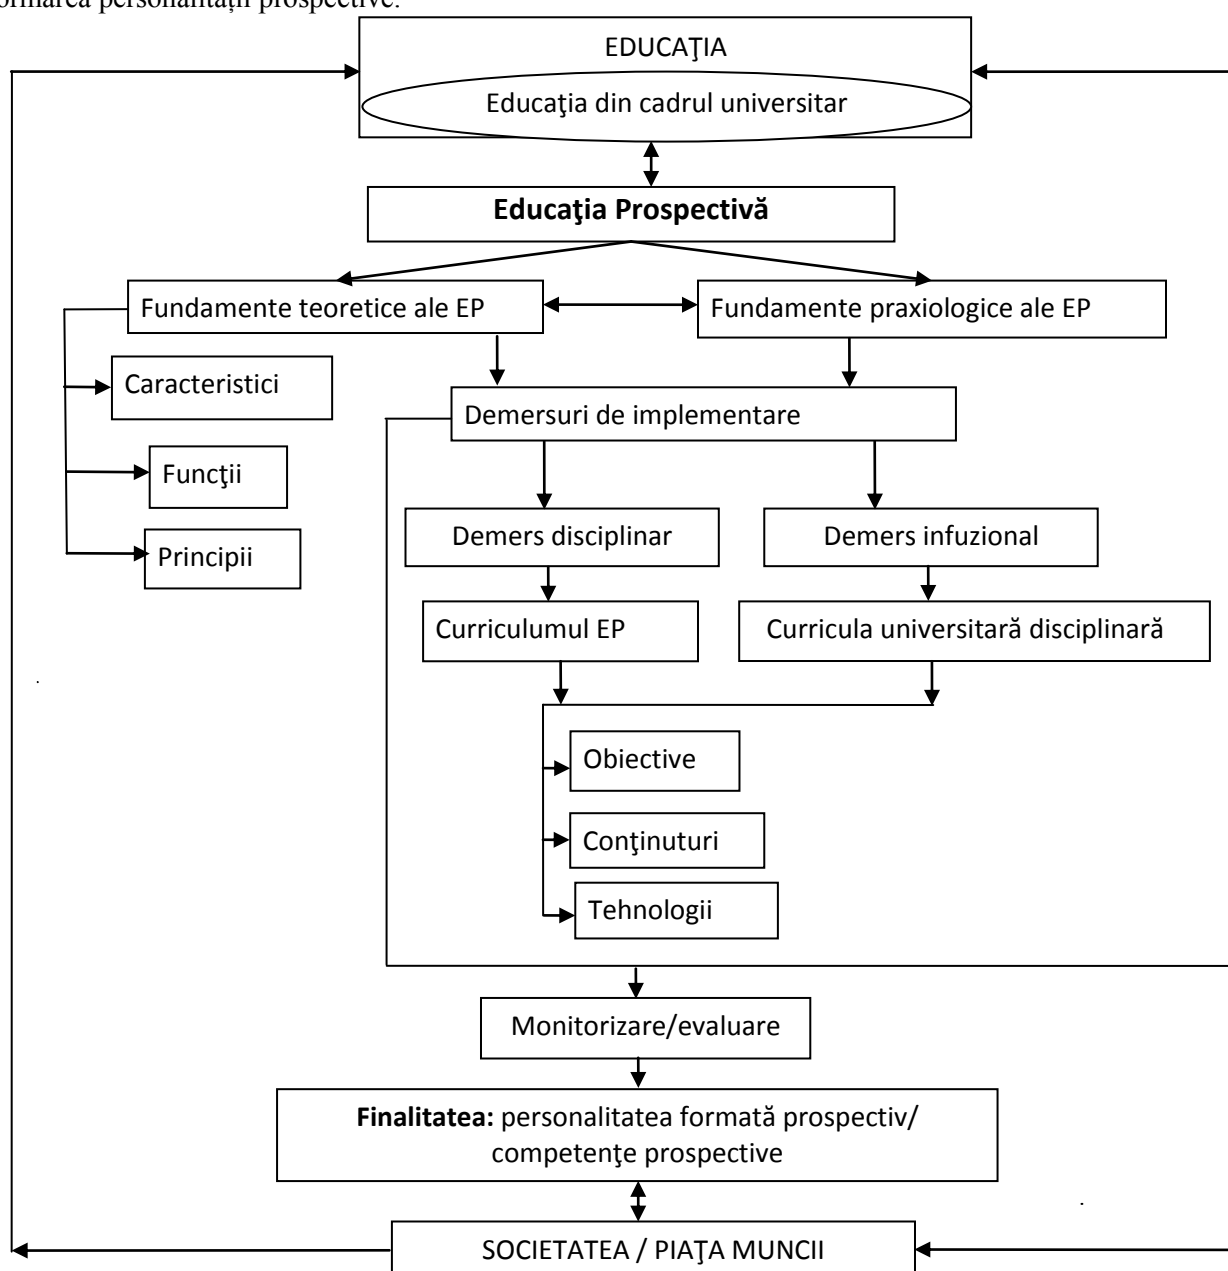 ormarea personalității prospective.
EDUCAŢIA
Educaţia din cadrul universitar
Educaţia Prospectivă
Fundamente teoretice ale EP
Fundamente praxiologice ale EP
Caracteristici
Demersuri de implementare
Funcţii
Demers disciplinar
Demers infuzional
Principii
Curriculumul EP
Curricula universitară disciplinară
Obiective
Conţinuturi
Tehnologii
Monitorizare/evaluare
Finalitatea: personalitatea formată prospectiv/
competenţe prospective
SOCIETATEA / PIAŢA MUNCII